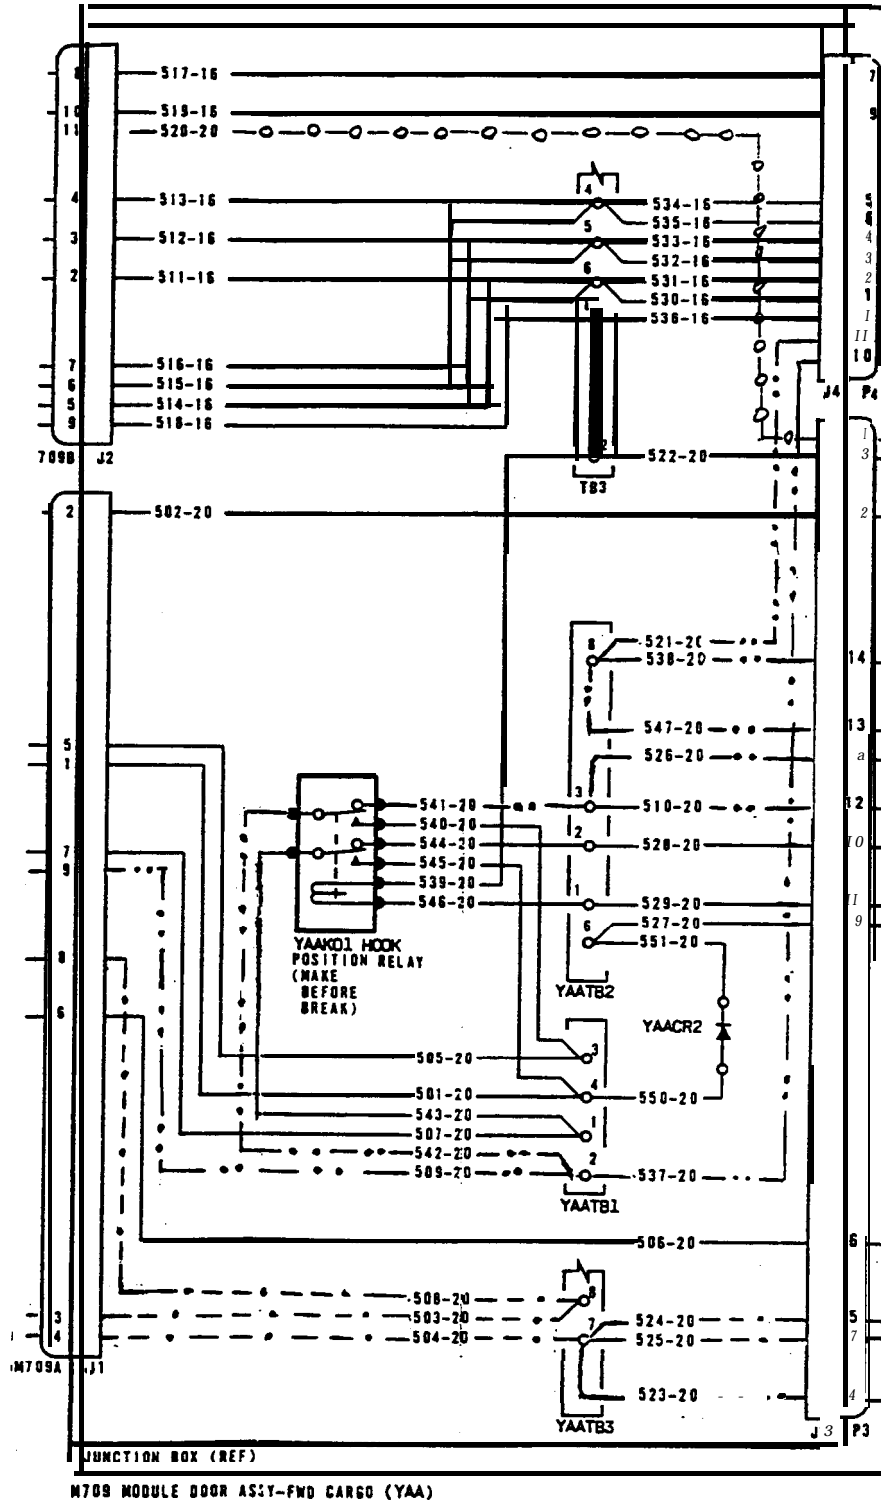 8 517-16 7
10 519-16 9
11 520-20
4 513-16 4 534-16 5
535-16
3 512-16 5 533-16 4
532-16 3
2 511-16 6 531-16 2
530-16 1
536-16 I
II
7 516-16 10
6 515-16
5 514-16 J4 P4
9 518-16
1
709B J2 2 522-20 3
TB3
2 502-20 2
8 521-20
538-20 14
547-20 13
5 526-20 a
1
3
541-20 510-20 12
540-20 2
7 544-20 528-20 10
9 545-20
539-20 1
546-20 529-20 II
6 527-20 9
YAAK01 HOOK 551-20
POSITION RELAY
8 (MAKE
BEFORE YAATB2
BREAK)
6 YAACR2
3
505-20
4
501-20 550-20
543-20 1
507-20
542-20 2
509-20 537-20
YAATB1
506-20 6
508-20 8
3 503-20 524-20 5
7
4 504-20 525-20 7
M709A J1
523-20 4
YAATB3 J3 P3
JUNCTION BOX (REF)
M709 MODULE DOOR ASSY-FWD CARGO (YAA)